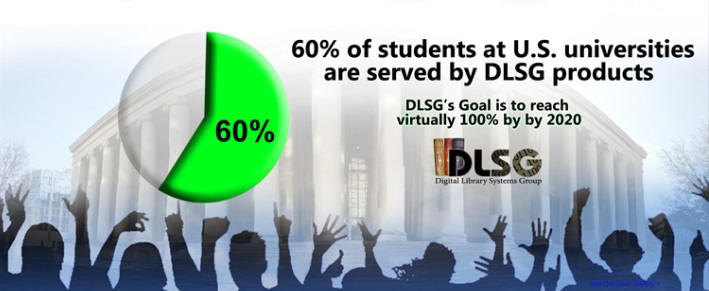 60% of students at U.S. universities
are served by DLSG products
60%
DLSG's Goal is to reach
virtually 100% by by 2020
DLSG
Digital Library Systems Group